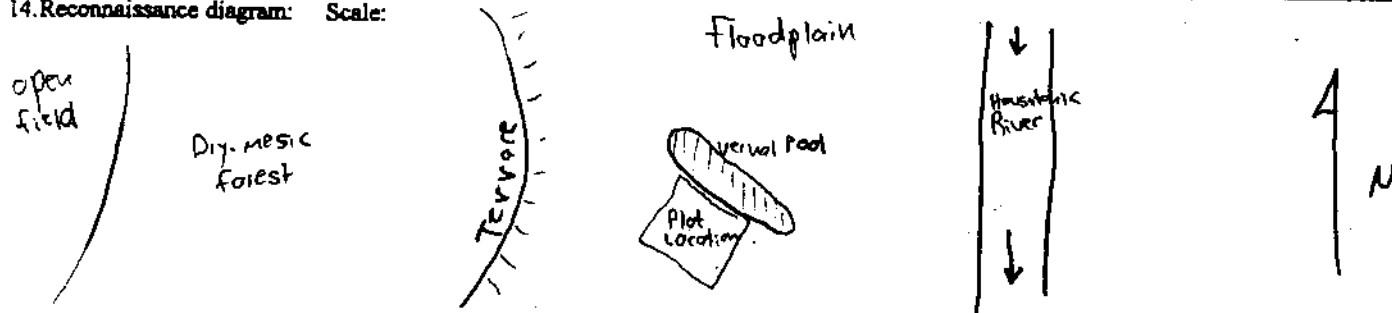 14.Reconnaissance diagram: Scale:
Floodplain
open
field
Dry-mesic
forest
Terrace
vernal Pool
Plot
Location
Housatonic
River
N